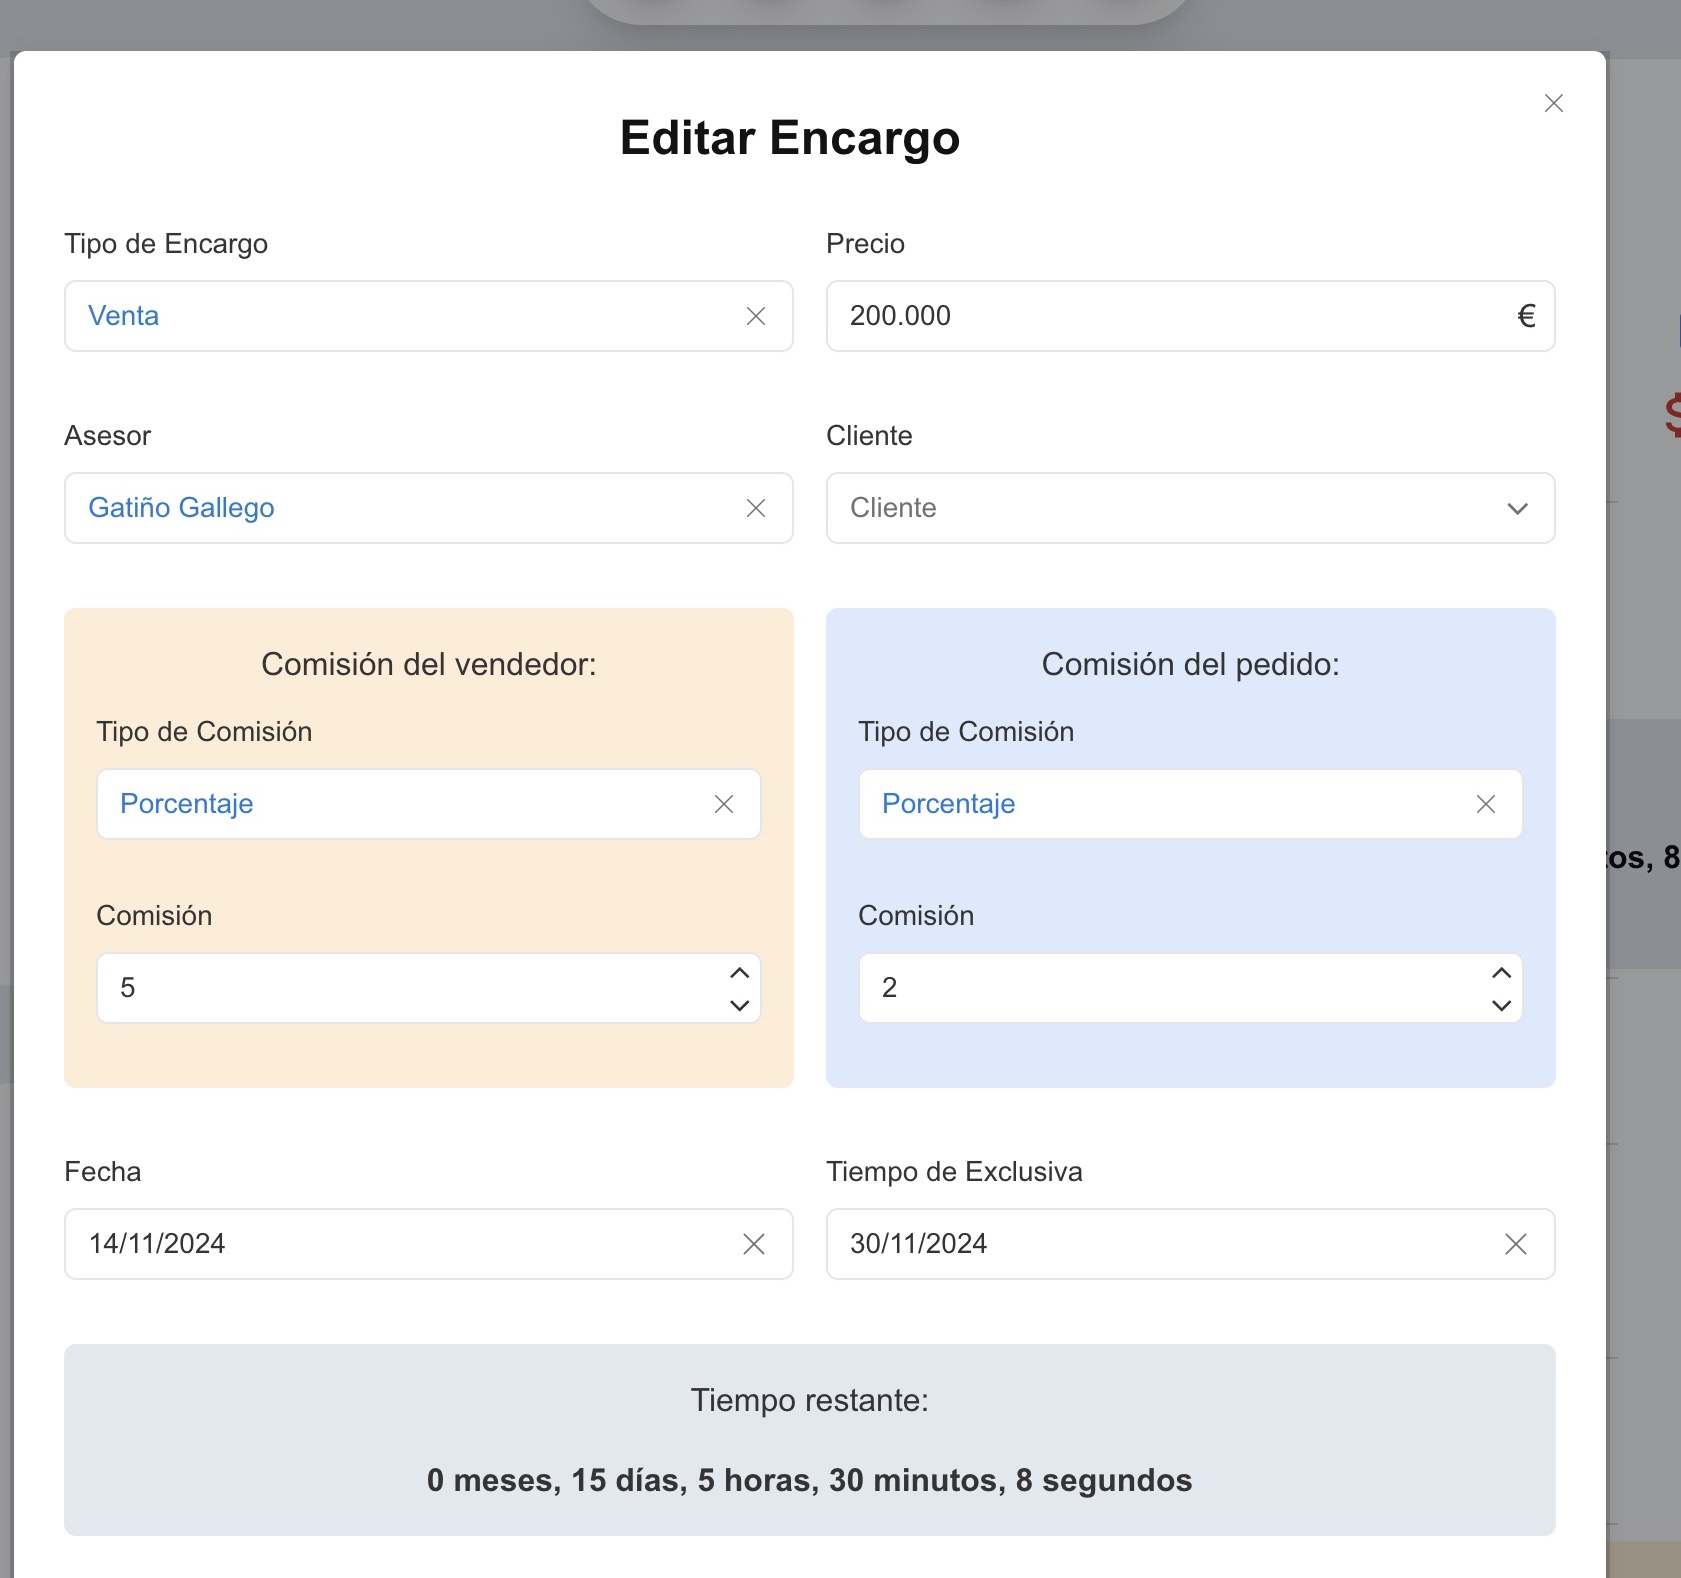 Editar Encargo
Tipo de Encargo
Precio
Venta
200.000 €
Asesor
Cliente
Gatiño Gallego
Cliente
Comisión del vendedor:
Tipo de Comisión
Porcentaje
Comisión
5
Comisión del pedido:
Tipo de Comisión
Porcentaje
Comisión
2
Fecha
Tiempo de Exclusiva
14/11/2024
30/11/2024
Tiempo restante:
0 meses, 15 días, 5 horas, 30 minutos, 8 segundos
$
tos, 8